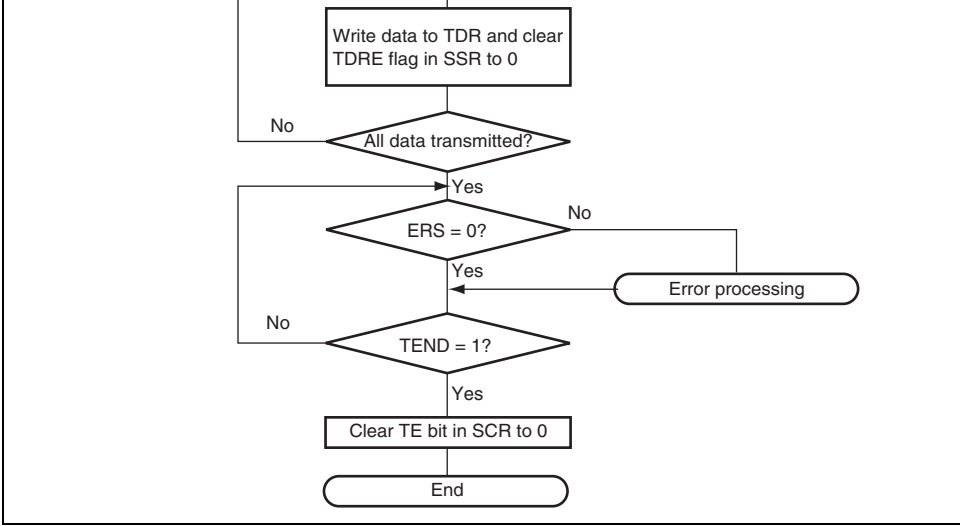 Write data to TDR and clear
TDRE flag in SSR to 0
No
All data transmitted?
Yes
No
ERS = 0?
Yes
Error processing
No
TEND = 1?
Yes
Clear TE bit in SCR to 0
End